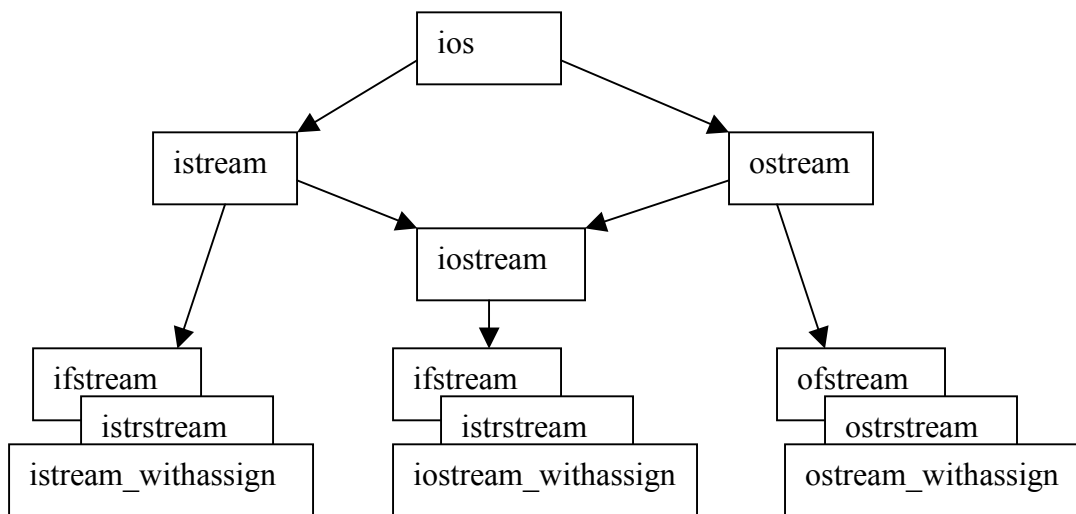 ios
istream
ostream
iostream
ifstream
ifstream
ofstream
istrstream
istrstream
ostrstream
istream_withassign
iostream_withassign
ostream_withassign